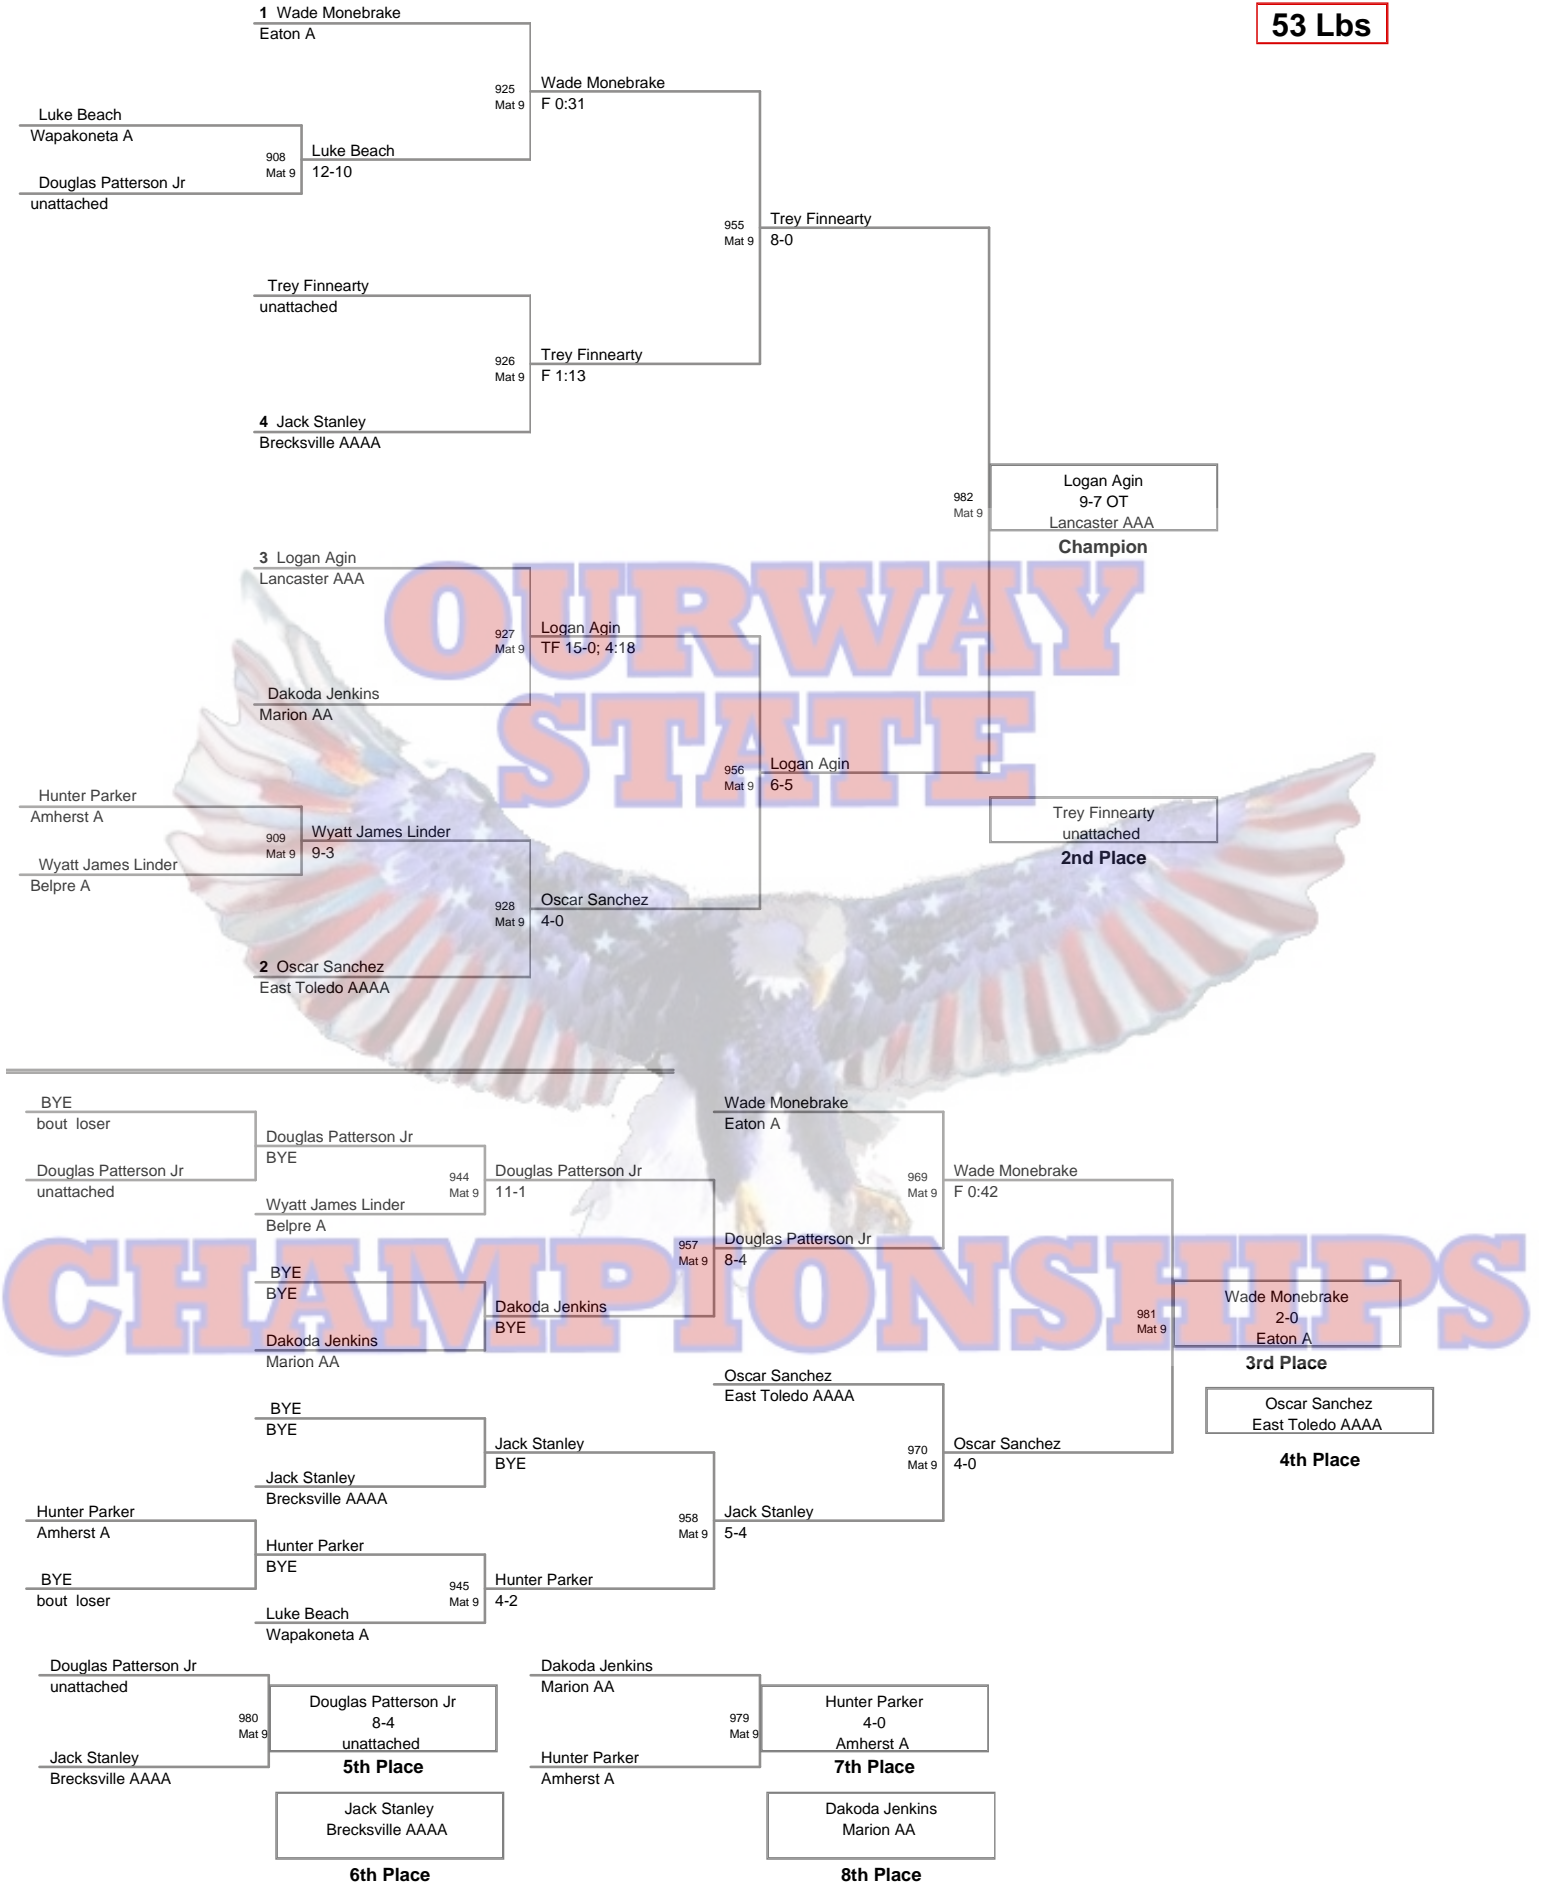 1 Wade Monebrake
53 Lbs
Eaton A
925
Mat 9
Wade Monebrake
F 0:31
Luke Beach
Wapakoneta A
908
Mat 9
Luke Beach
12-10
Douglas Patterson Jr
unattached
955
Mat 9
Trey Finnearty
8-0
Trey Finnearty
unattached
926
Mat 9
Trey Finnearty
F 1:13
4 Jack Stanley
Brecksville AAAA
982
Mat 9
Logan Agin
9-7 OT
Lancaster AAA
Champion
3 Logan Agin
Lancaster AAA
OURWAY
927
Mat 9
Logan Agin
TF 15-0; 4:18
Dakoda Jenkins
Marion AA
STATE
956
Mat 9
Logan Agin
6-5
Hunter Parker
Amherst A
909
Mat 9
Wyatt James Linder
9-3
Wyatt James Linder
Belpre A
Trey Finnearty
unattached
2nd Place
928
Mat 9
Oscar Sanchez
4-0
2 Oscar Sanchez
East Toledo AAAA
BYE
bout loser
Douglas Patterson Jr
BYE
Douglas Patterson Jr
unattached
944
Mat 9
Douglas Patterson Jr
11-1
Wyatt James Linder
Belpre A
Wade Monebrake
Eaton A
969
Mat 9
Wade Monebrake
F 0:42
957
Mat 9
Douglas Patterson Jr
8-4
CHAMPIONSHIPS
BYE
BYE
Dakoda Jenkins
BYE
Dakoda Jenkins
Marion AA
981
Mat 9
Wade Monebrake
2-0
Eaton A
3rd Place
Oscar Sanchez
East Toledo AAAA
Oscar Sanchez
East Toledo AAAA
4th Place
BYE
BYE
Jack Stanley
BYE
970
Mat 9
Oscar Sanchez
4-0
Jack Stanley
Brecksville AAAA
958
Mat 9
Jack Stanley
5-4
Hunter Parker
Amherst A
Hunter Parker
BYE
BYE
bout loser
945
Mat 9
Hunter Parker
4-2
Luke Beach
Wapakoneta A
Douglas Patterson Jr
unattached
980
Mat 9
Douglas Patterson Jr
8-4
unattached
5th Place
Jack Stanley
Brecksville AAAA
Jack Stanley
Brecksville AAAA
6th Place
Dakoda Jenkins
Marion AA
979
Mat 9
Hunter Parker
4-0
Amherst A
7th Place
Hunter Parker
Amherst A
Dakoda Jenkins
Marion AA
8th Place